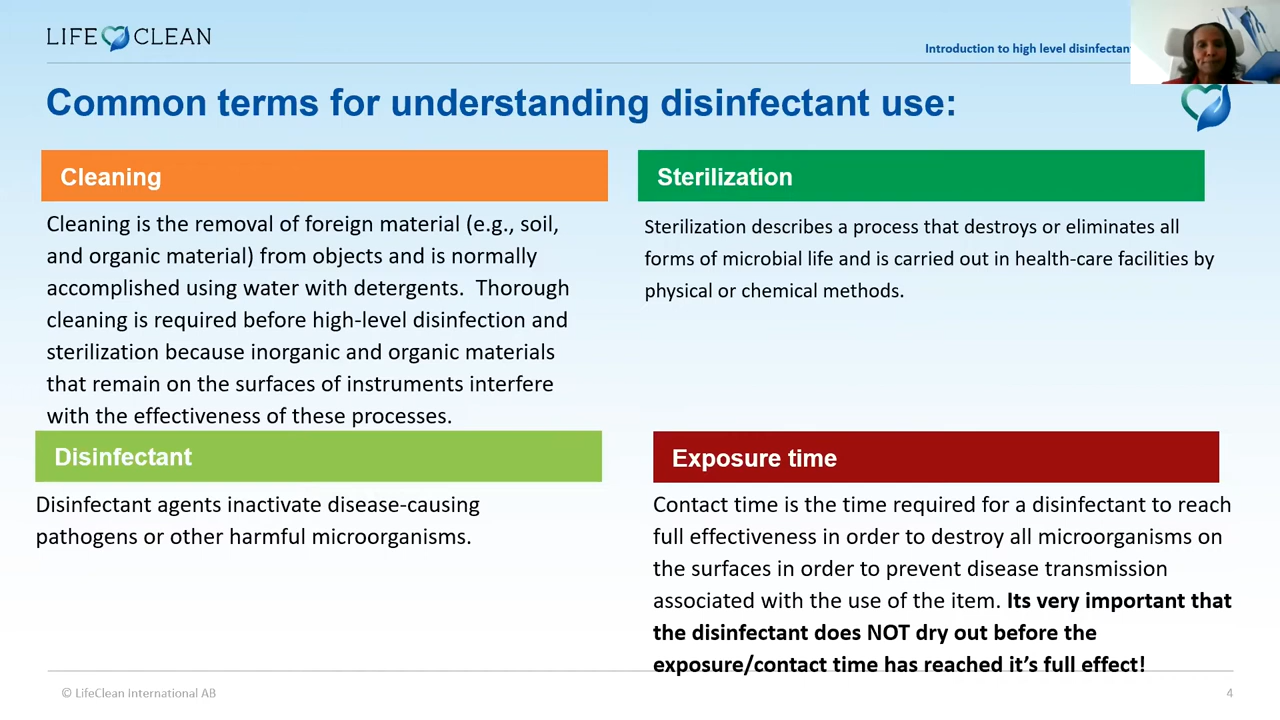 LIFE CLEAN
Introduction to high level disinfectant
Common terms for understanding disinfectant use:
Cleaning
Cleaning is the removal of foreign material (e.g., soil,
and organic material) from objects and is normally
accomplished using water with detergents. Thorough
cleaning is required before high-level disinfection and
sterilization because inorganic and organic materials
that remain on the surfaces of instruments interfere
with the effectiveness of these processes.
Sterilization
Sterilization describes a process that destroys or eliminates all
forms of microbial life and is carried out in health-care facilities by
physical or chemical methods.
Disinfectant
Disinfectant agents inactivate disease-causing
pathogens or other harmful microorganisms.
Exposure time
Contact time is the time required for a disinfectant to reach
full effectiveness in order to destroy all microorganisms on
the surfaces in order to prevent disease transmission
associated with the use of the item. Its very important that
the disinfectant does NOT dry out before the
exposure/contact time has reached it’s full effect!
© LifeClean International AB
4